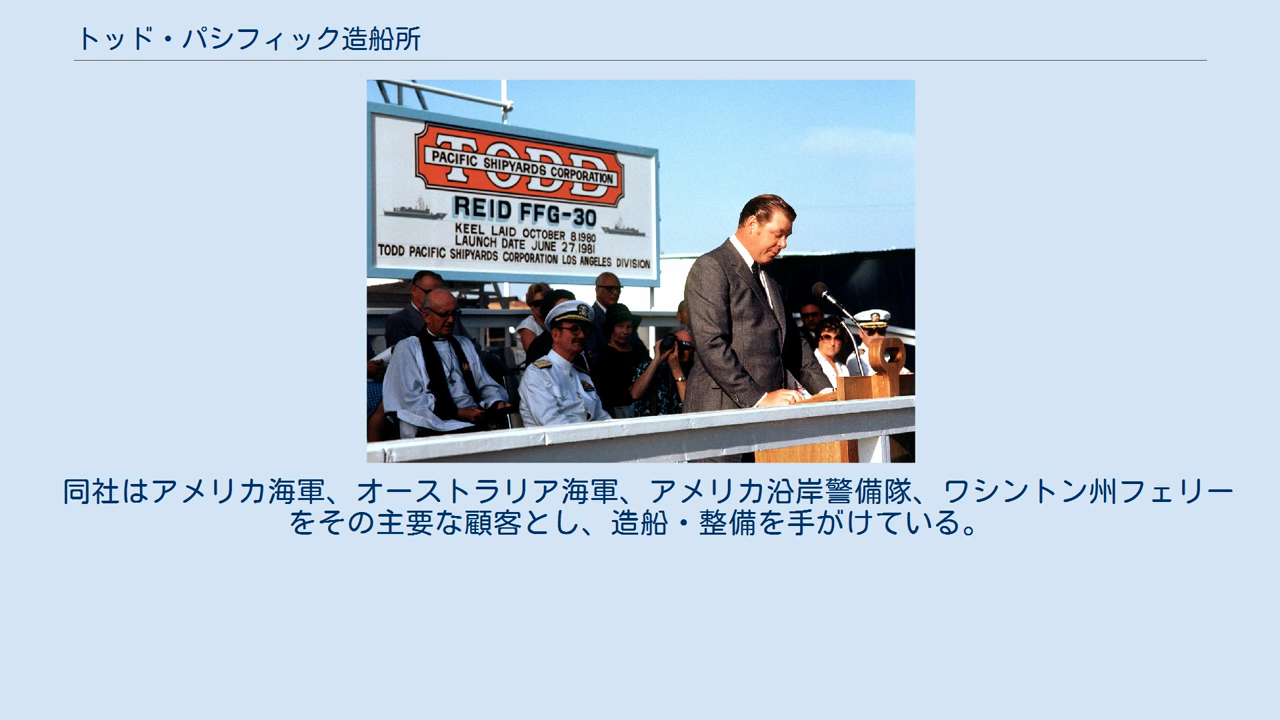 トッド・パシフィック造船所
TODD
PACIFIC SHIPYARDS CORPORATION
REID FFG-30
KEEL LAID OCTOBER 8.1980
LAUNCH DATE JUNE 27.1981
TODD PACIFIC SHIPYARDS CORPORATION LOS ANGELES DIVISION
同社はアメリカ海軍、オーストラリア海軍、アメリカ沿岸警備隊、ワシントン州フェリー
をその主要な顧客とし、造船・整備を手がけている。